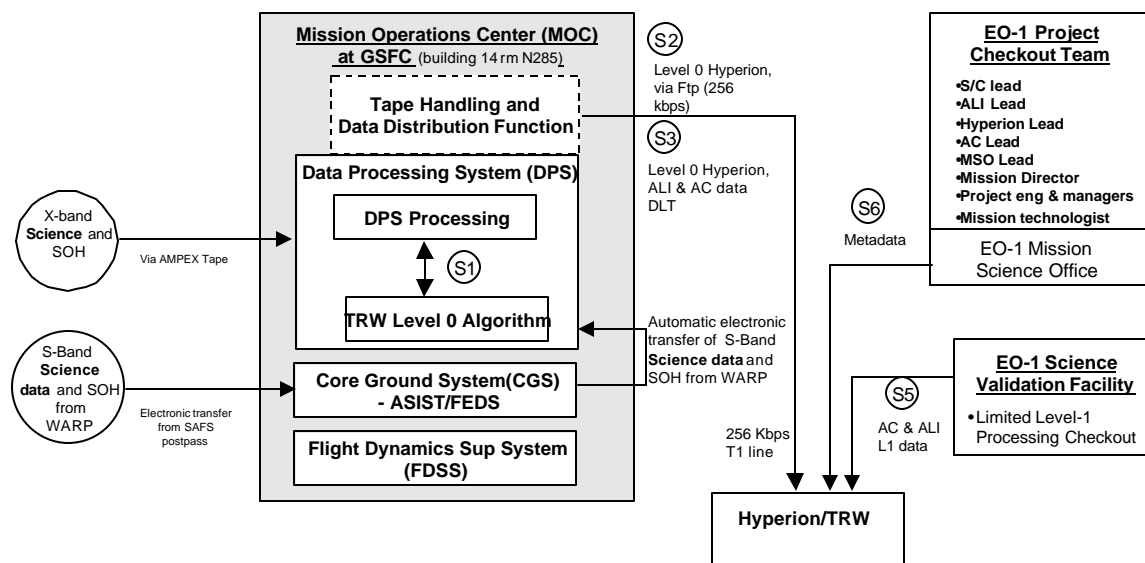 Mission Operations Center (MOC)
at GSFC (building 14 rm N285)
Tape Handling and
Data Distribution Function
Data Processing System (DPS)
DPS Processing
S1
TRW Level 0 Algorithm
Core Ground System(CGS)
- ASIST/FEDS
Flight Dynamics Sup System
(FDSS)
X-band
Science and
SOH
Via AMPEX Tape
S-Band
Science
data and SOH
from
WARP
Electronic transfer
from SAFS
postpass
S2
Level 0 Hyperion,
via Ftp (256
kbps)
S3
Level 0 Hyperion,
ALI & AC data
DLT
Automatic electronic
transfer of S-Band
Science data and
SOH from WARP
256 Kbps
T1 line
S6
Metadata
EO-1 Project
Checkout Team
•S/C lead
•ALI Lead
•Hyperion Lead
•AC Lead
•MSO Lead
•Mission Director
•Project eng & managers
•Mission technologist
EO-1 Mission
Science Office
EO-1 Science
Validation Facility
•Limited Level-1
Processing Checkout
S5
AC & ALI
L1 data
Hyperion/TRW